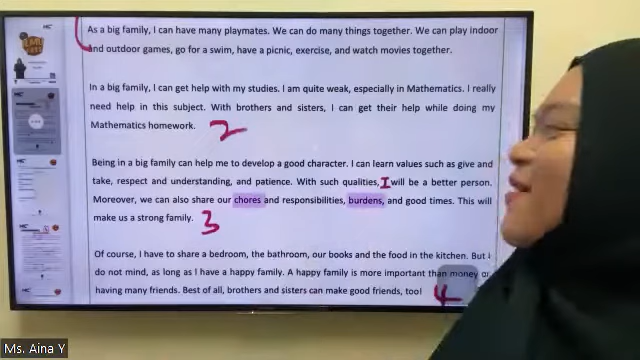 As a big family, I can have many playmates. We can do many things together. We can play indoor
and outdoor games, go for a swim, have a picnic, exercise, and watch movies together.
In a big family, I can get help with my studies. I am quite weak, especially in Mathematics. I really
need help in this subject. With brothers and sisters, I can get their help while doing my
Mathematics homework.
2
Being in a big family can help me to develop a good character. I can learn values such as give and
take, respect and understanding, and patience. With such qualities, I will be a better person.
Moreover, we can also share our chores and responsibilities, burdens, and good times. This will
make us a strong family.
3
Of course, I have to share a bedroom, the bathroom, our books and the food in the kitchen. But I
do not mind, as long as I have a happy family. A happy family is more important than money or
having many friends. Best of all, brothers and sisters can make good friends, too!
4
Ms. Aina Y